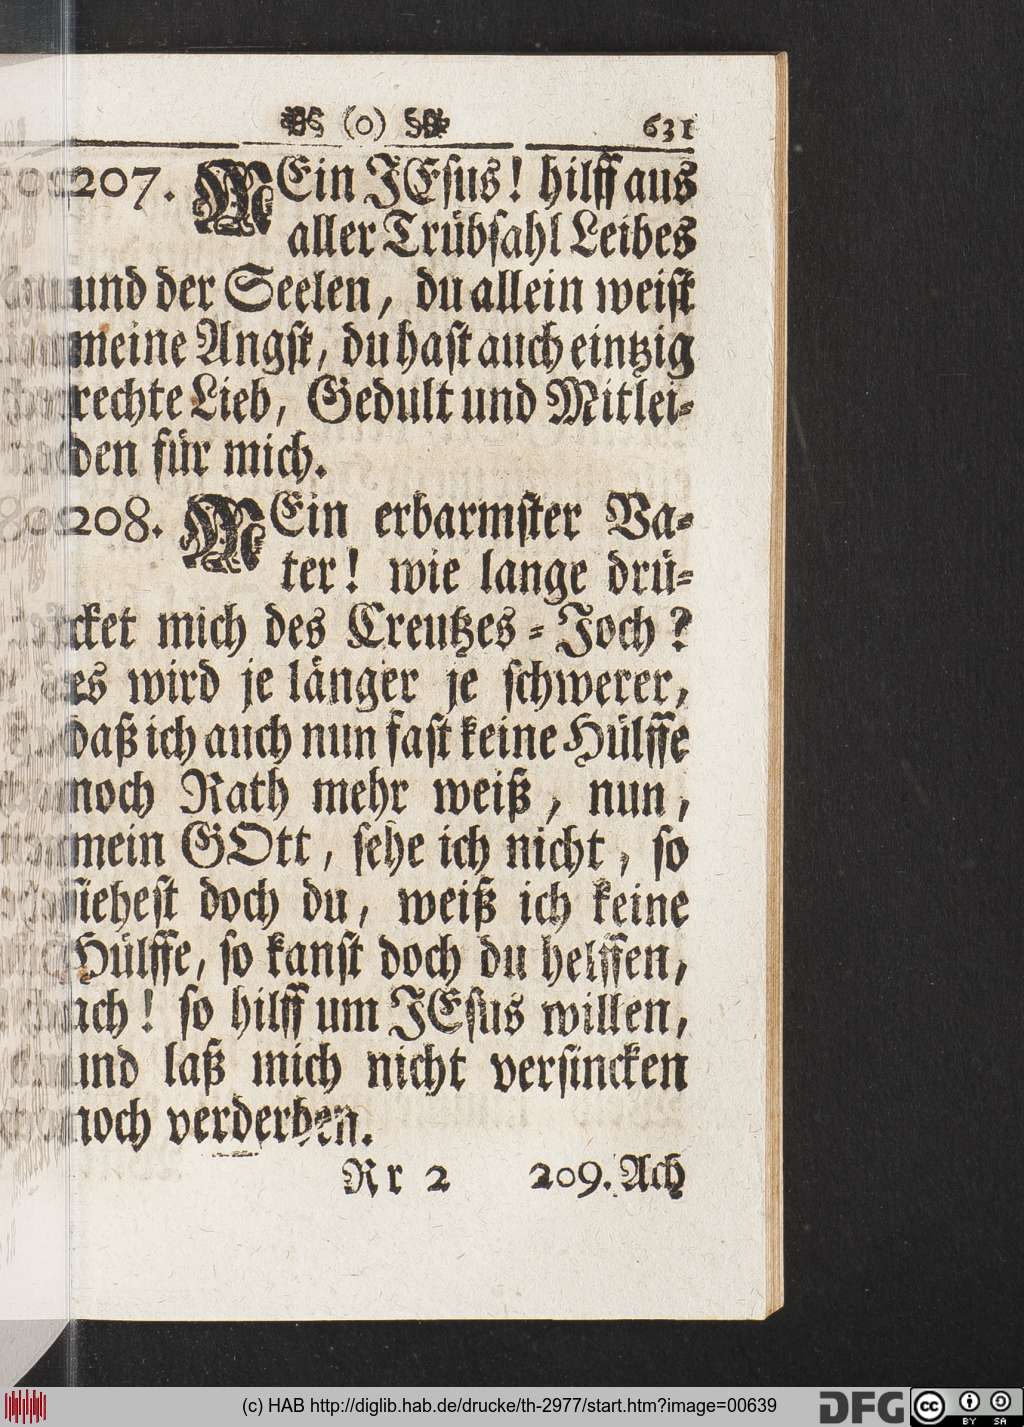 (o) 631
207. MEin JEsus! hilff aus
aller Trübsahl Leibes
und der Seelen, du allein weist
meine Angst, du hast auch eintzig
rechte Lieb, Gedult und Mitlei-
den für mich.
208. MEin erbarmster Va-
ter! wie lange drü-
cket mich des Creutzes-Joch?
es wird je länger je schwerer,
daß ich auch nun fast keine Hülffe
noch Rath mehr weiß, nun,
mein GOtt, sehe ich nicht, so
siehest doch du, weiß ich keine
Hülffe, so kanst doch du helffen,
ach! so hilff um JEsus willen,
und laß mich nicht versincken
noch verderben.
Rr 2 209. Ach
(c) HAB http://diglib.hab.de/drucke/th-2977/start.htm?image=00639
DFG
cc BY SA